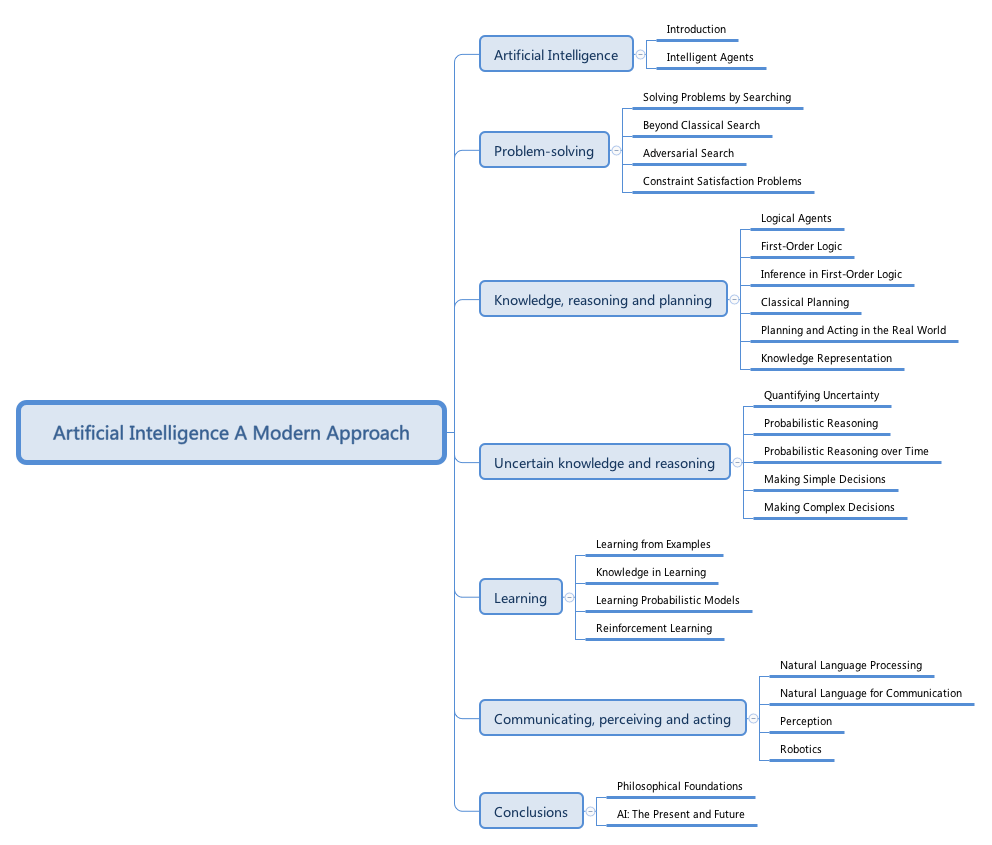 Artificial Intelligence A Modern Approach
Artificial Intelligence
Introduction
Intelligent Agents
Problem-solving
Solving Problems by Searching
Beyond Classical Search
Adversarial Search
Constraint Satisfaction Problems
Knowledge, reasoning and planning
Logical Agents
First-Order Logic
Inference in First-Order Logic
Classical Planning
Planning and Acting in the Real World
Knowledge Representation
Uncertain knowledge and reasoning
Quantifying Uncertainty
Probabilistic Reasoning
Probabilistic Reasoning over Time
Making Simple Decisions
Making Complex Decisions
Learning
Learning from Examples
Knowledge in Learning
Learning Probabilistic Models
Reinforcement Learning
Communicating, perceiving and acting
Natural Language Processing
Natural Language for Communication
Perception
Robotics
Conclusions
Philosophical Foundations
AI: The Present and Future